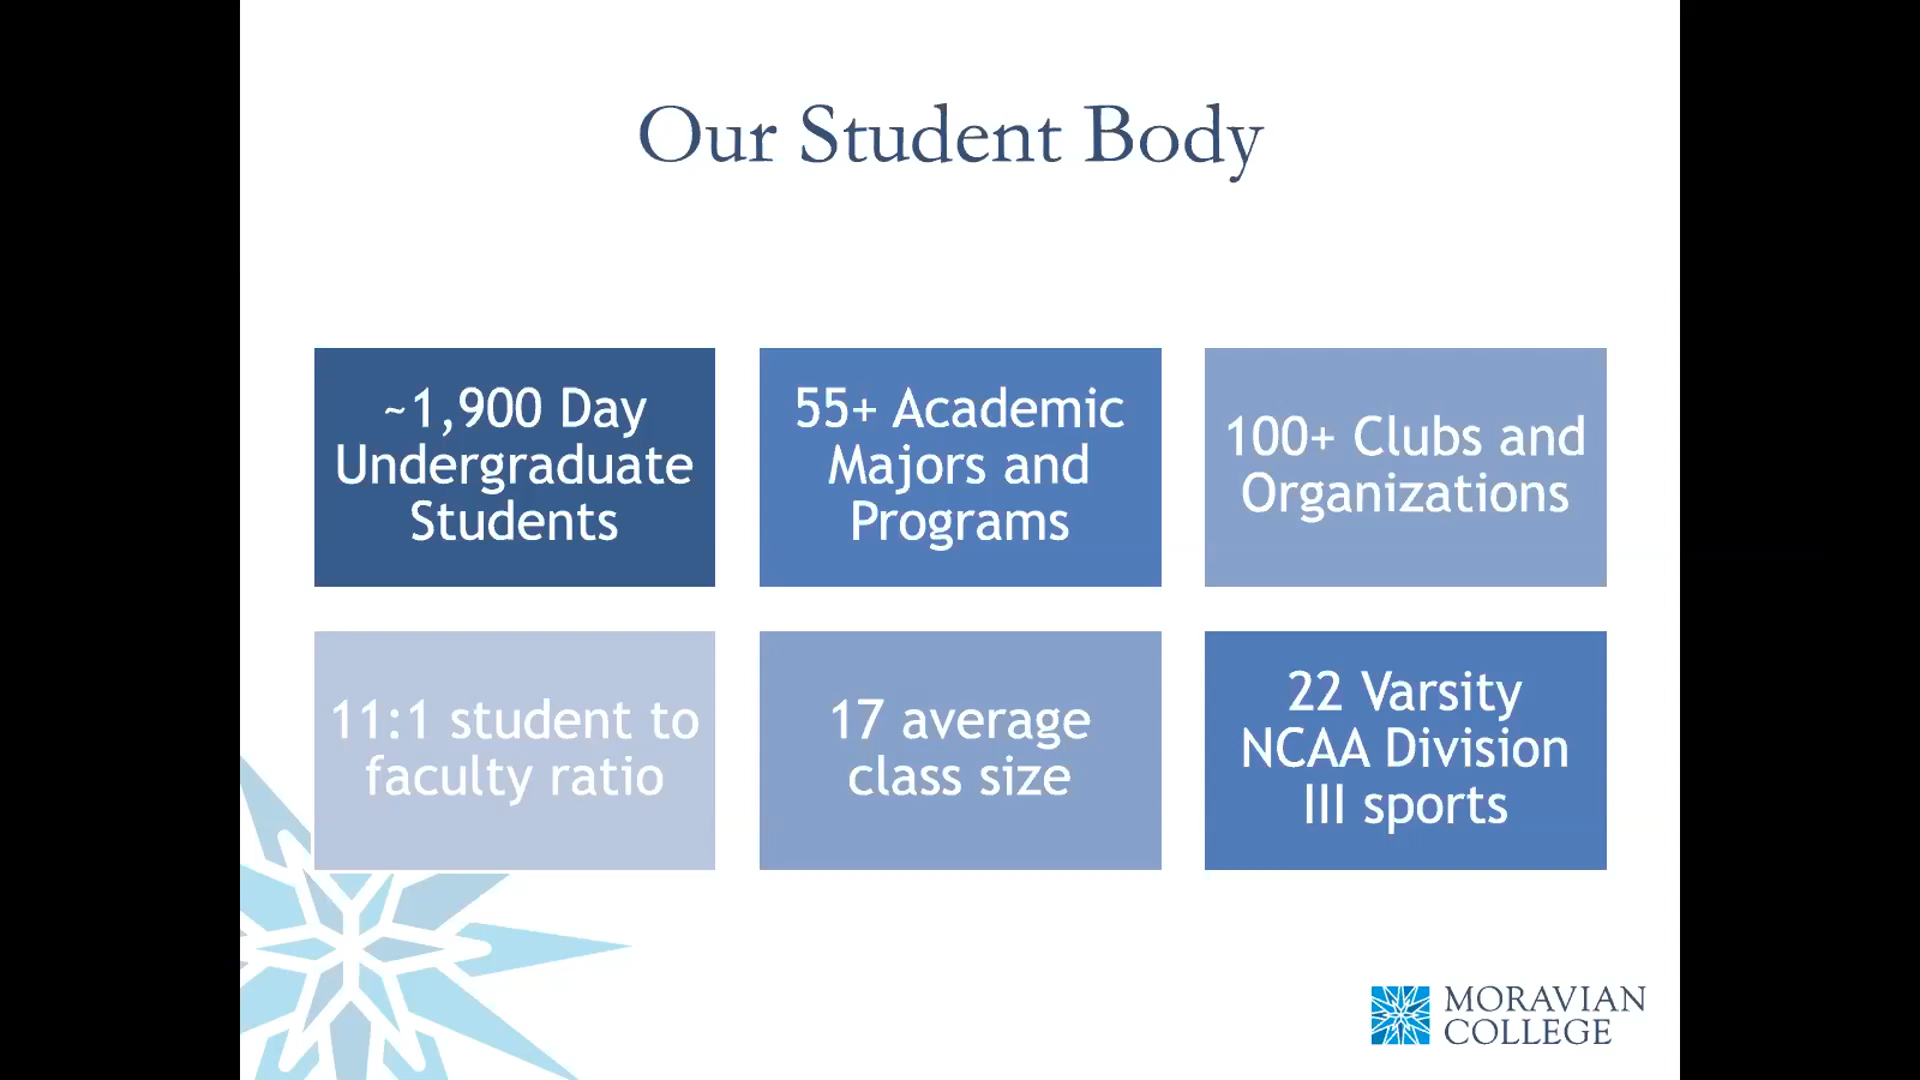 Our Student Body
~1,900 Day
Undergraduate
Students
55+ Academic
Majors and
Programs
100+ Clubs and
Organizations
11:1 student to
faculty ratio
17 average
class size
22 Varsity
NCAA Division
III sports
MORAVIAN
COLLEGE